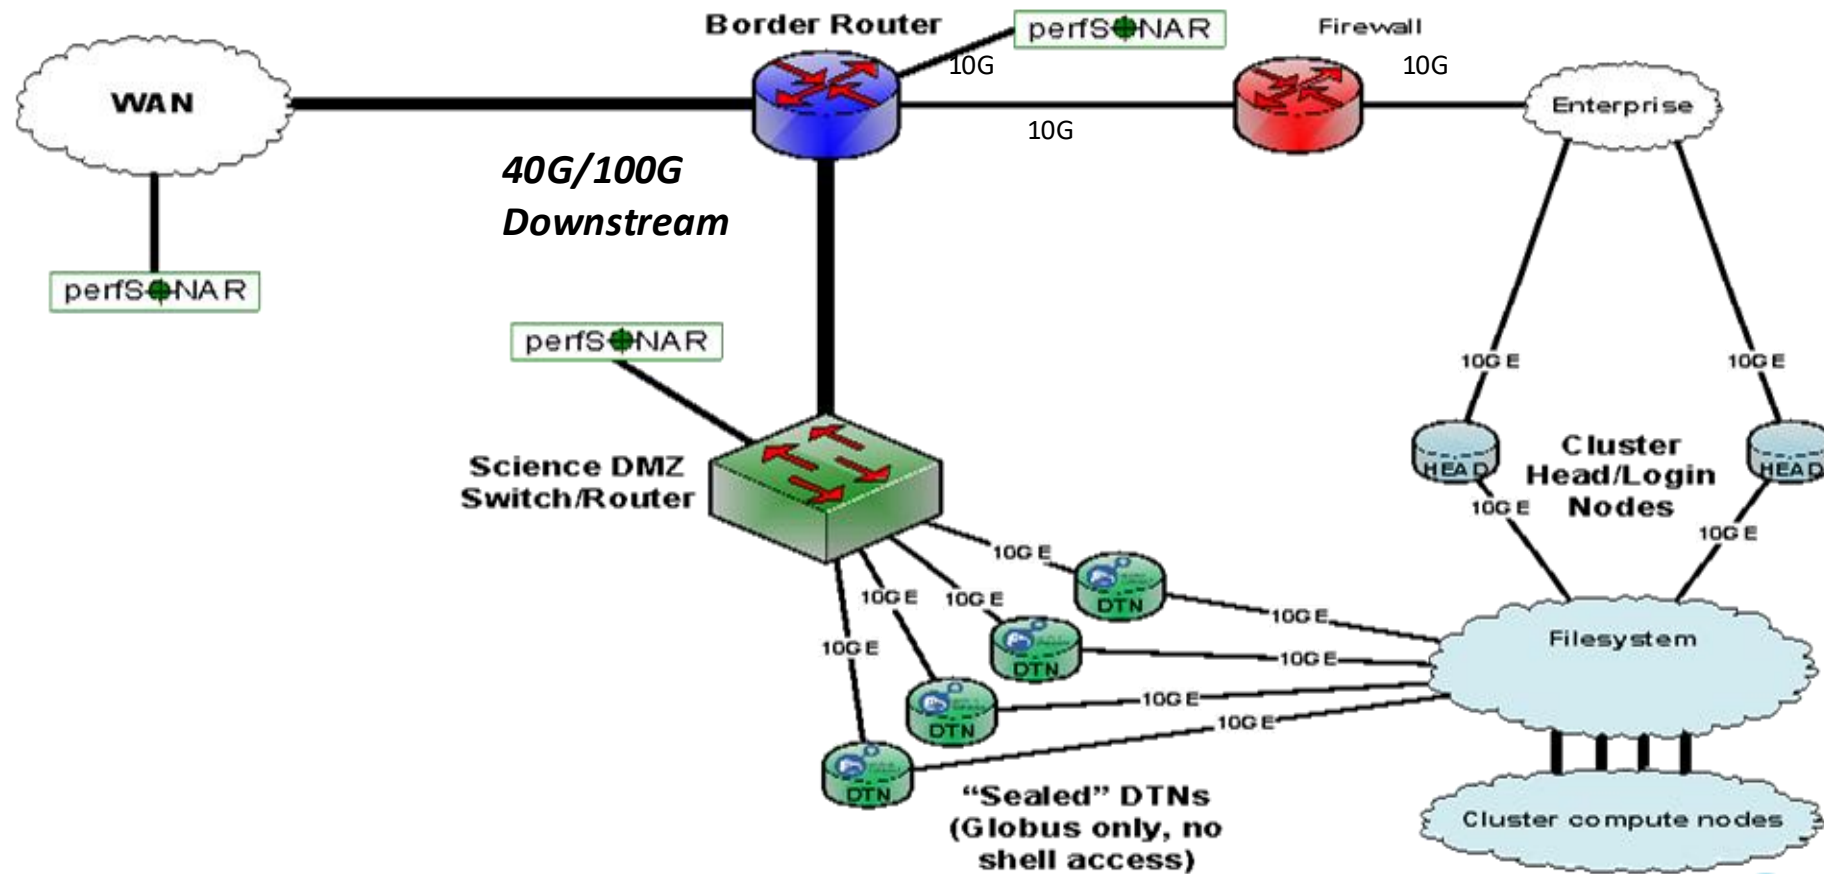 Border Router
perfSONAR
Firewall
10G
10G
WAN
Enterprise
10G
40G/100G
Downstream
perfSONAR
perfSONAR
10GE
10GE
Science DMZ
Switch/Router
HEAD
Cluster
Head/Login
Nodes
HEAD
10GE
10GE
10GE
10GE
10GE
10GE
DTN
DTN
DTN
DTN
10GE
10GE
10GE
10GE
Filesystem
"Sealed" DTNs
(Globus only, no
shell access)
Cluster compute nodes